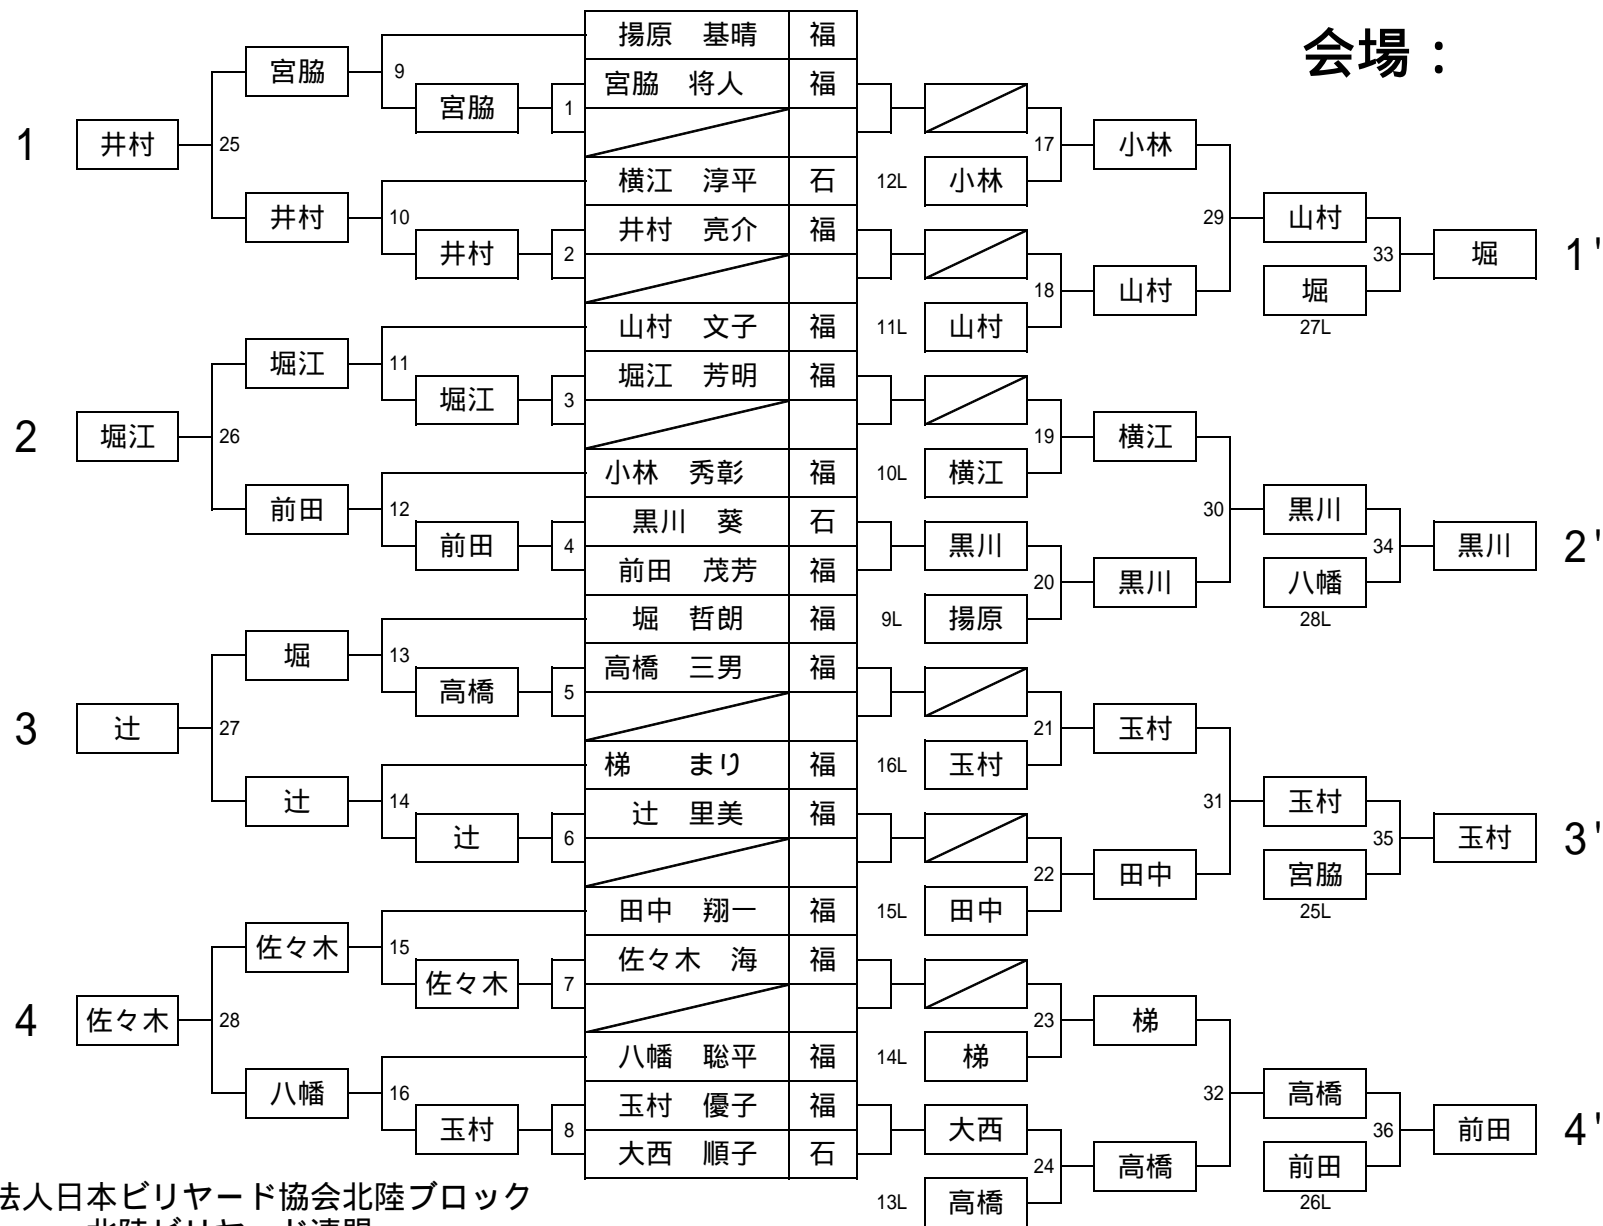 会場：
揚原　基晴 福
宮脇 9
宮脇　将人 福
宮脇 1
1 井村 25
17 小林
横江　淳平 石
12L 小林
井村 10
井村　亮介 福
29 山村
井村 2
33 堀 1'
18 山村 堀
山村　文子 福
11L 山村
27L
堀江 11
堀江　芳明 福
堀江 3
2 堀江 26
19 横江
小林　秀彰 福
10L 横江
前田 12
黒川　葵 石
30 黒川
前田 4
黒川
34 黒川 2'
前田　茂芳 福
20 黒川 八幡
堀　哲朗 福
9L 揚原
28L
堀 13
高橋　三男 福
高橋 5
3 辻 27
21 玉村
梯　まり 福
16L 玉村
辻 14
辻　里美 福
31 玉村
辻 6
35 玉村 3'
22 田中 宮脇
田中　翔一 福
15L 田中
25L
佐々木 15
佐々木　海 福
佐々木 7
4 佐々木 28
23 梯
八幡　聡平 福
14L 梯
八幡 16
玉村　優子 福
32 高橋
玉村 8
大西
36 前田 4'
大西　順子 石
24 高橋 前田
13L 高橋
26L
法人日本ビリヤード協会北陸ブロック
北陸ビリヤード連盟